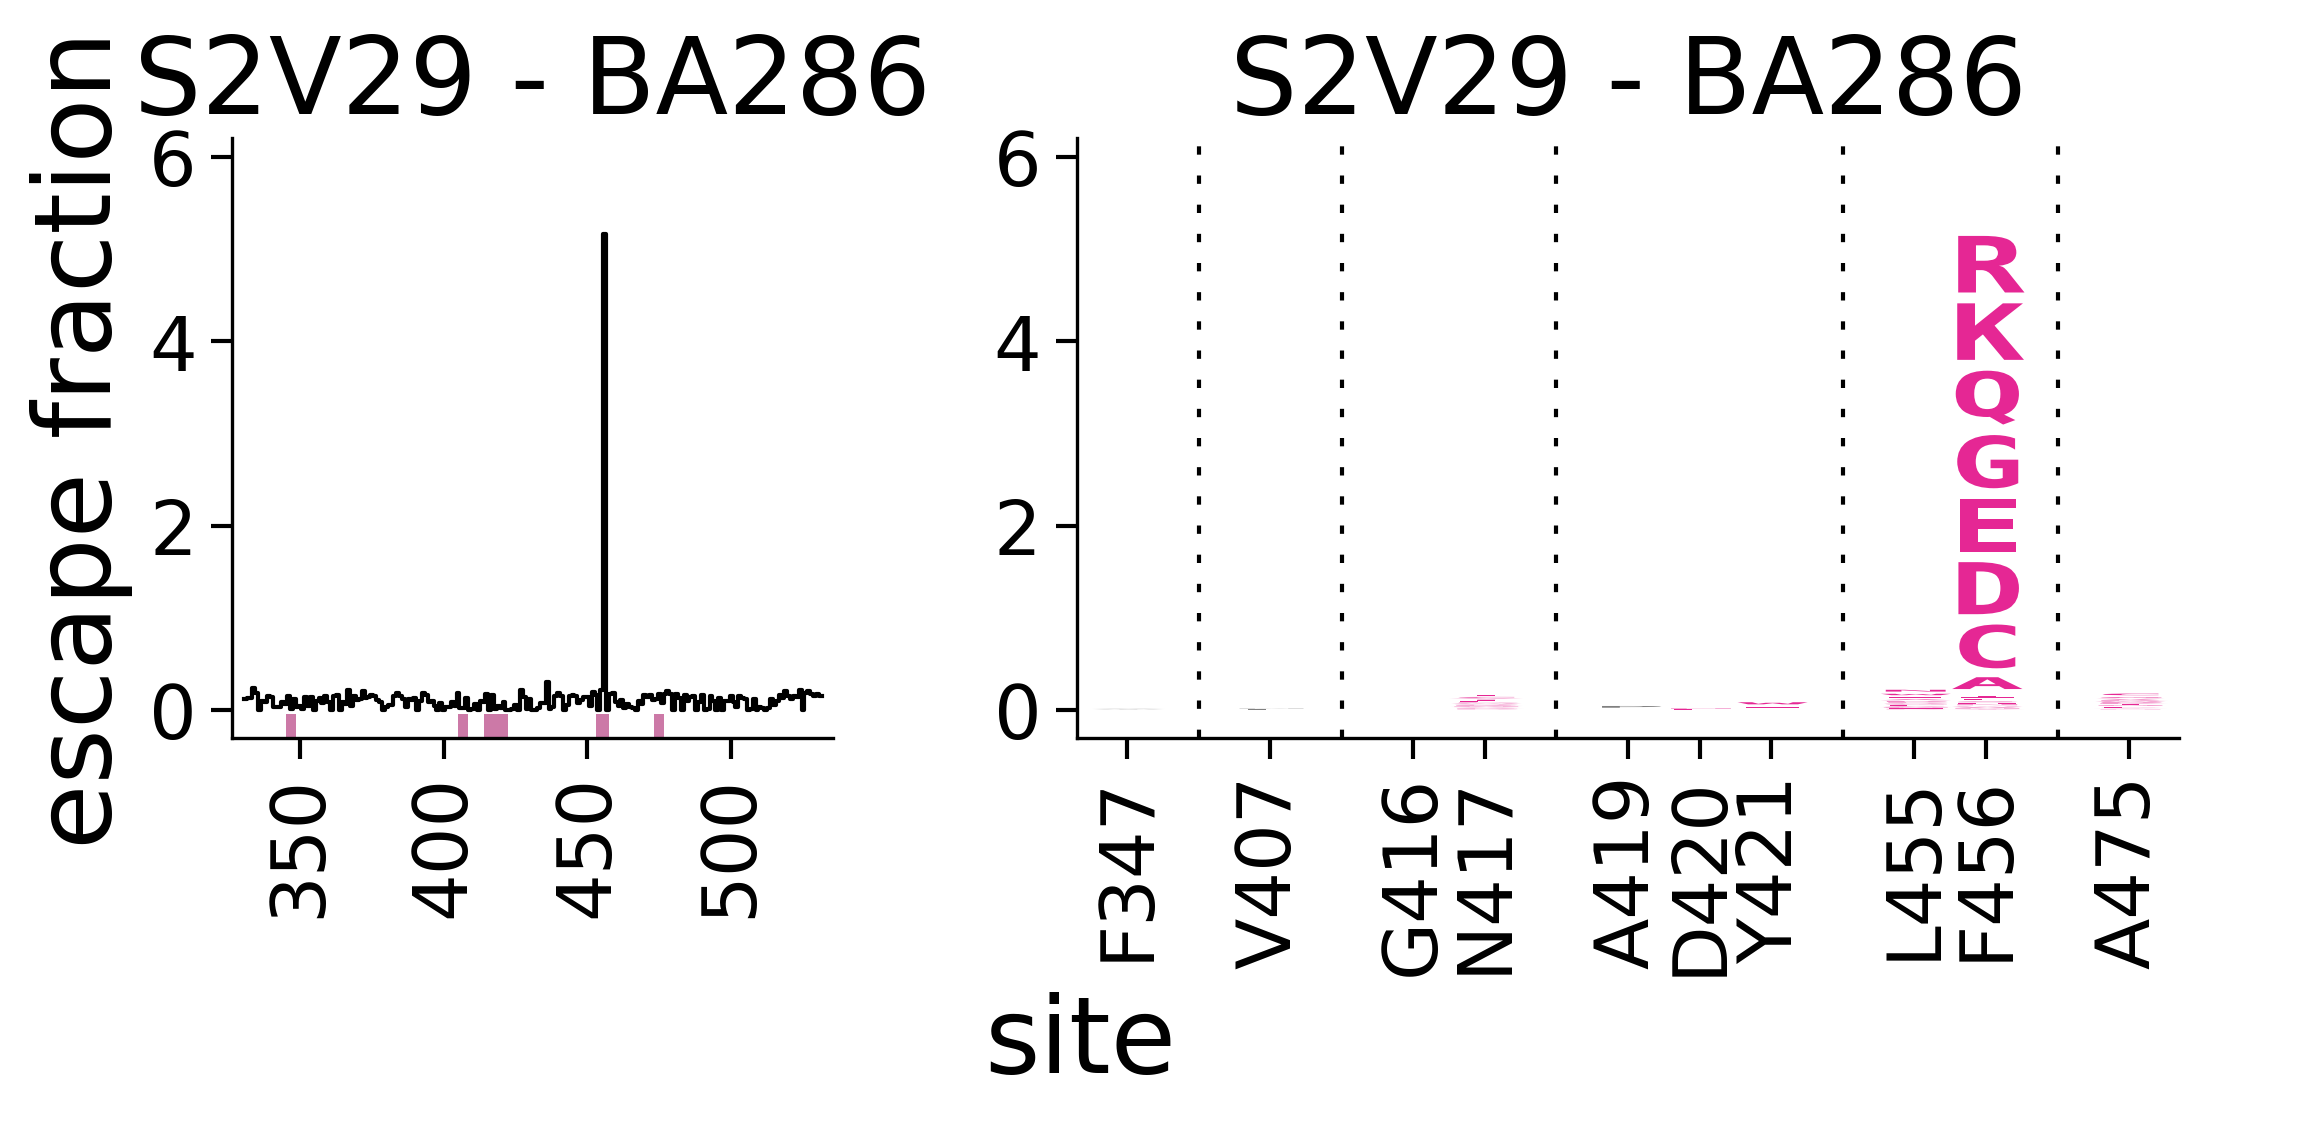 S2V29 - BA286
S2V29 - BA286
escape fraction
6
4
2
0
350
400
450
500
6
4
2
0
R
K
Q
G
E
D
C
A
F347
V407
G416
N417
A419
D420
Y421
L455
F456
A475
site